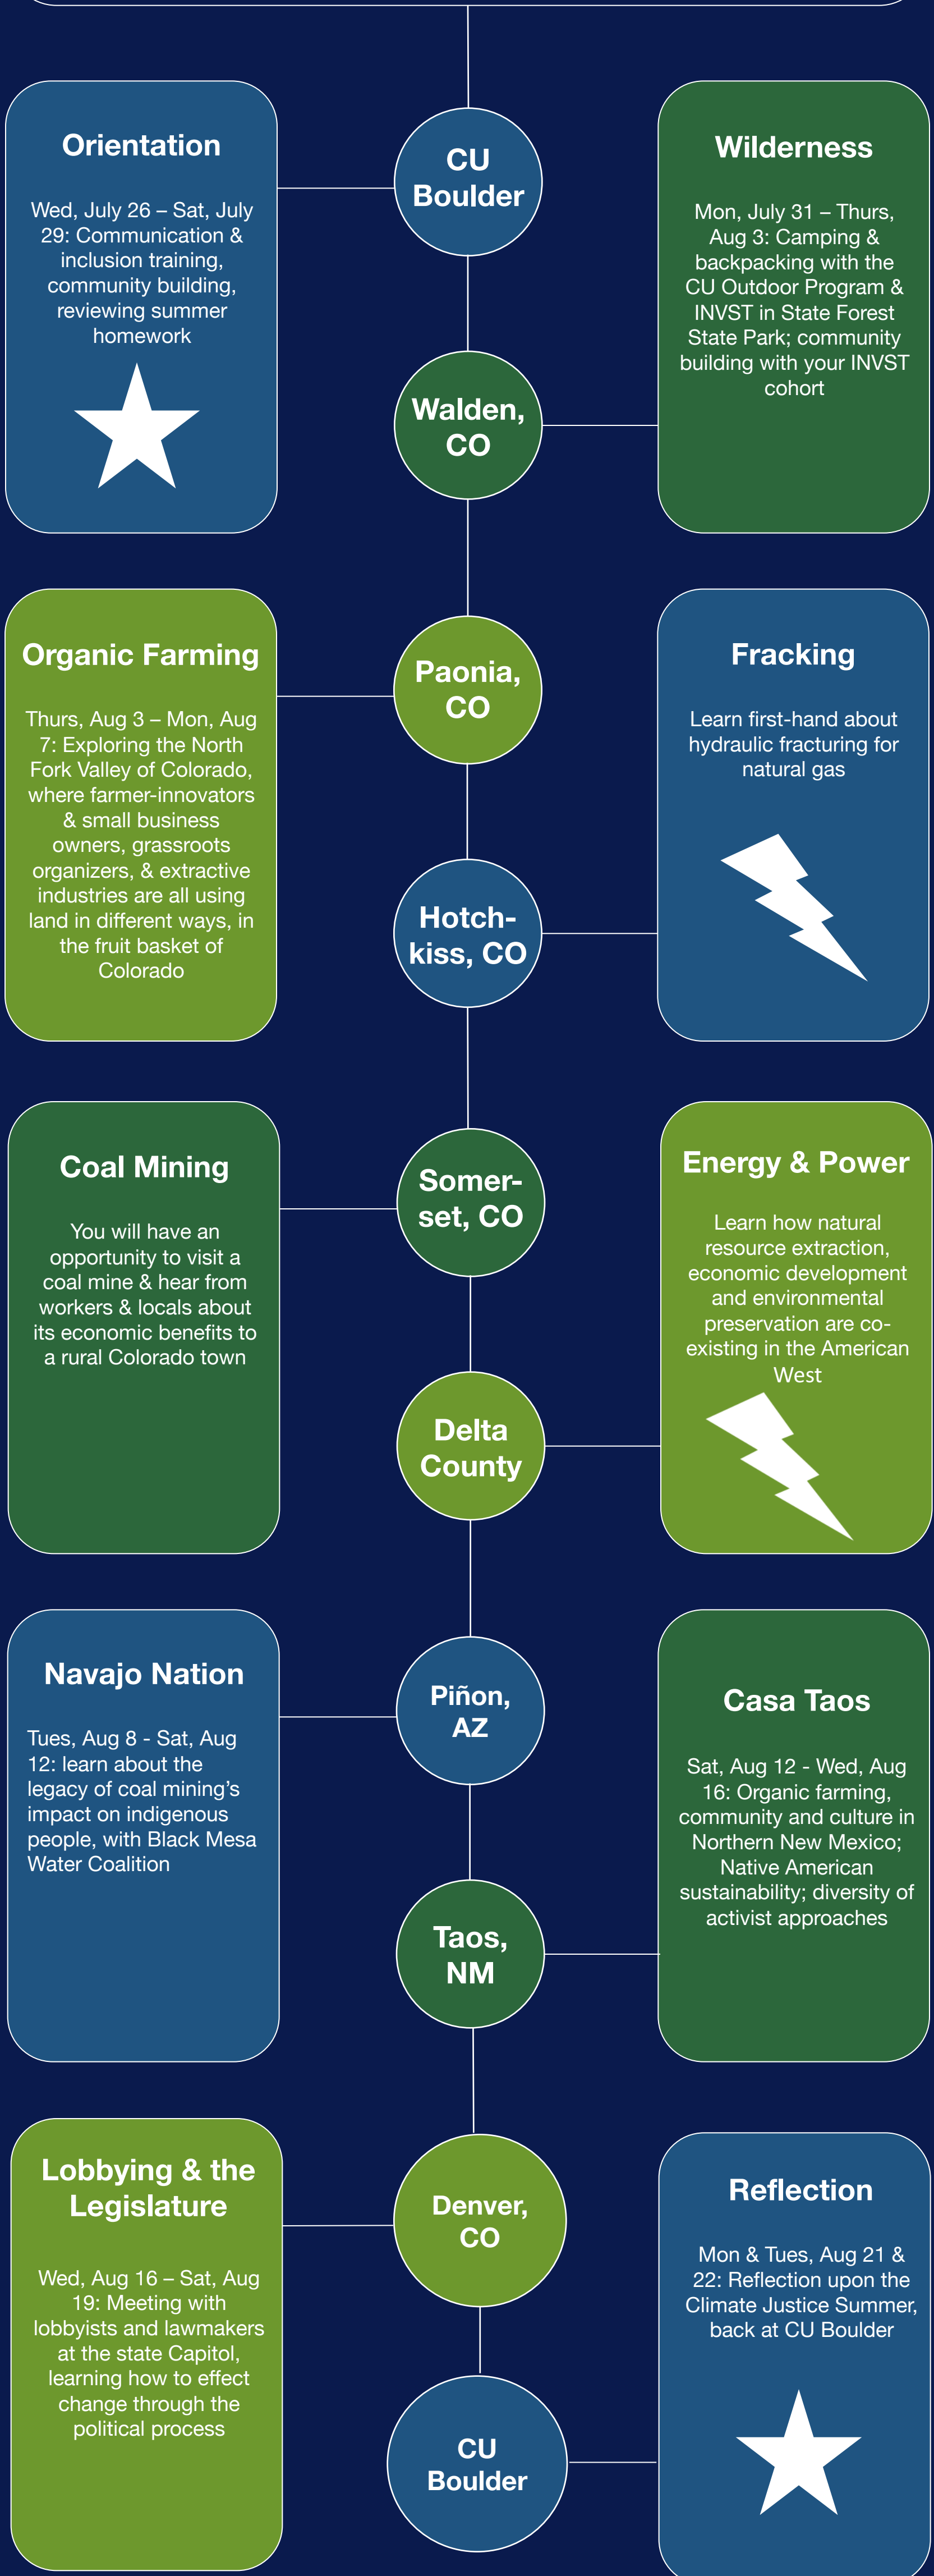 Orientation
Wed, July 26 – Sat, July
29: Communication &
inclusion training,
community building,
reviewing summer
homework
CU
Boulder
Wilderness
Mon, July 31 – Thurs,
Aug 3: Camping &
backpacking with the
CU Outdoor Program &
INVST in State Forest
State Park; community
building with your INVST
cohort
Walden,
CO
Organic Farming
Thurs, Aug 3 – Mon, Aug
7: Exploring the North
Fork Valley of Colorado,
where farmer-innovators
& small business
owners, grassroots
organizers, & extractive
industries are all using
land in different ways, in
the fruit basket of
Colorado
Paonia,
CO
Fracking
Learn first-hand about
hydraulic fracturing for
natural gas
Hotch-
kiss, CO
Coal Mining
You will have an
opportunity to visit a
coal mine & hear from
workers & locals about
its economic benefits to
a rural Colorado town
Somer-
set, CO
Energy & Power
Learn how natural
resource extraction,
economic development
and environmental
preservation are co-
existing in the American
West
Delta
County
Navajo Nation
Tues, Aug 8 - Sat, Aug
12: learn about the
legacy of coal mining’s
impact on indigenous
people, with Black Mesa
Water Coalition
Piñon,
AZ
Casa Taos
Sat, Aug 12 - Wed, Aug
16: Organic farming,
community and culture in
Northern New Mexico;
Native American
sustainability; diversity of
activist approaches
Taos,
NM
Lobbying & the
Legislature
Wed, Aug 16 – Sat, Aug
19: Meeting with
lobbyists and lawmakers
at the state Capitol,
learning how to effect
change through the
political process
Denver,
CO
Reflection
Mon & Tues, Aug 21 &
22: Reflection upon the
Climate Justice Summer,
back at CU Boulder
CU
Boulder